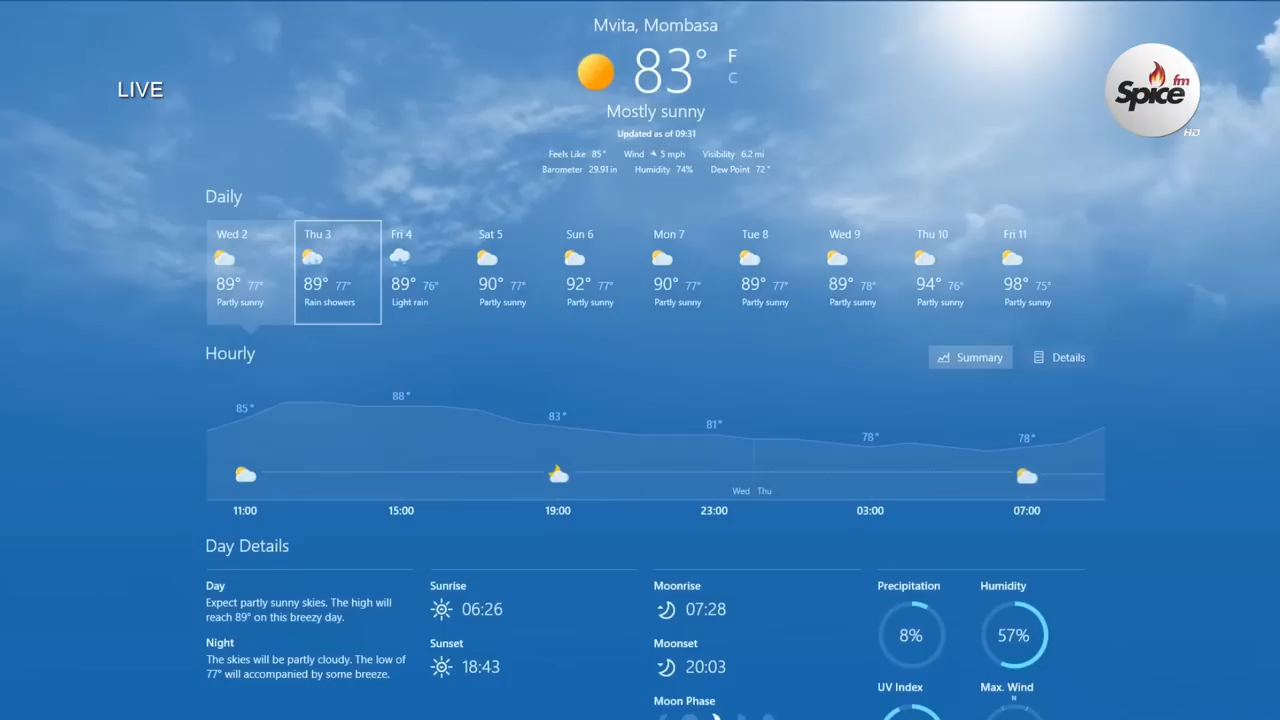 Mvita, Mombasa
83° F
C
LIVE
Spice fm
HD
Mostly sunny
Updated as of 09:31
Feels Like 85° Wind 5 mph Visibility 6.2 mi
Barometer 29.91 in Humidity 74% Dew Point 72°
Daily
Wed 2 Thu 3 Fri 4 Sat 5 Sun 6 Mon 7 Tue 8 Wed 9 Thu 10 Fri 11
89° 77° 89° 77° 89° 76° 90° 77° 92° 77° 90° 77° 89° 77° 89° 78° 94° 76° 98° 75°
Partly sunny Rain showers Light rain Partly sunny Partly sunny Partly sunny Partly sunny Partly sunny Partly sunny Partly sunny
Hourly
Summary Details
85° 88° 83° 81° 78° 78°
Wed Thu
11:00 15:00 19:00 23:00 03:00 07:00
Day Details
Day
Expect partly sunny skies. The high will
reach 89° on this breezy day.
Night
The skies will be partly cloudy. The low of
77° will accompanied by some breeze.
Sunrise
06:26
Sunset
18:43
Moonrise
07:28
Moonset
20:03
Moon Phase
Precipitation Humidity
8% 57%
UV Index Max. Wind
N